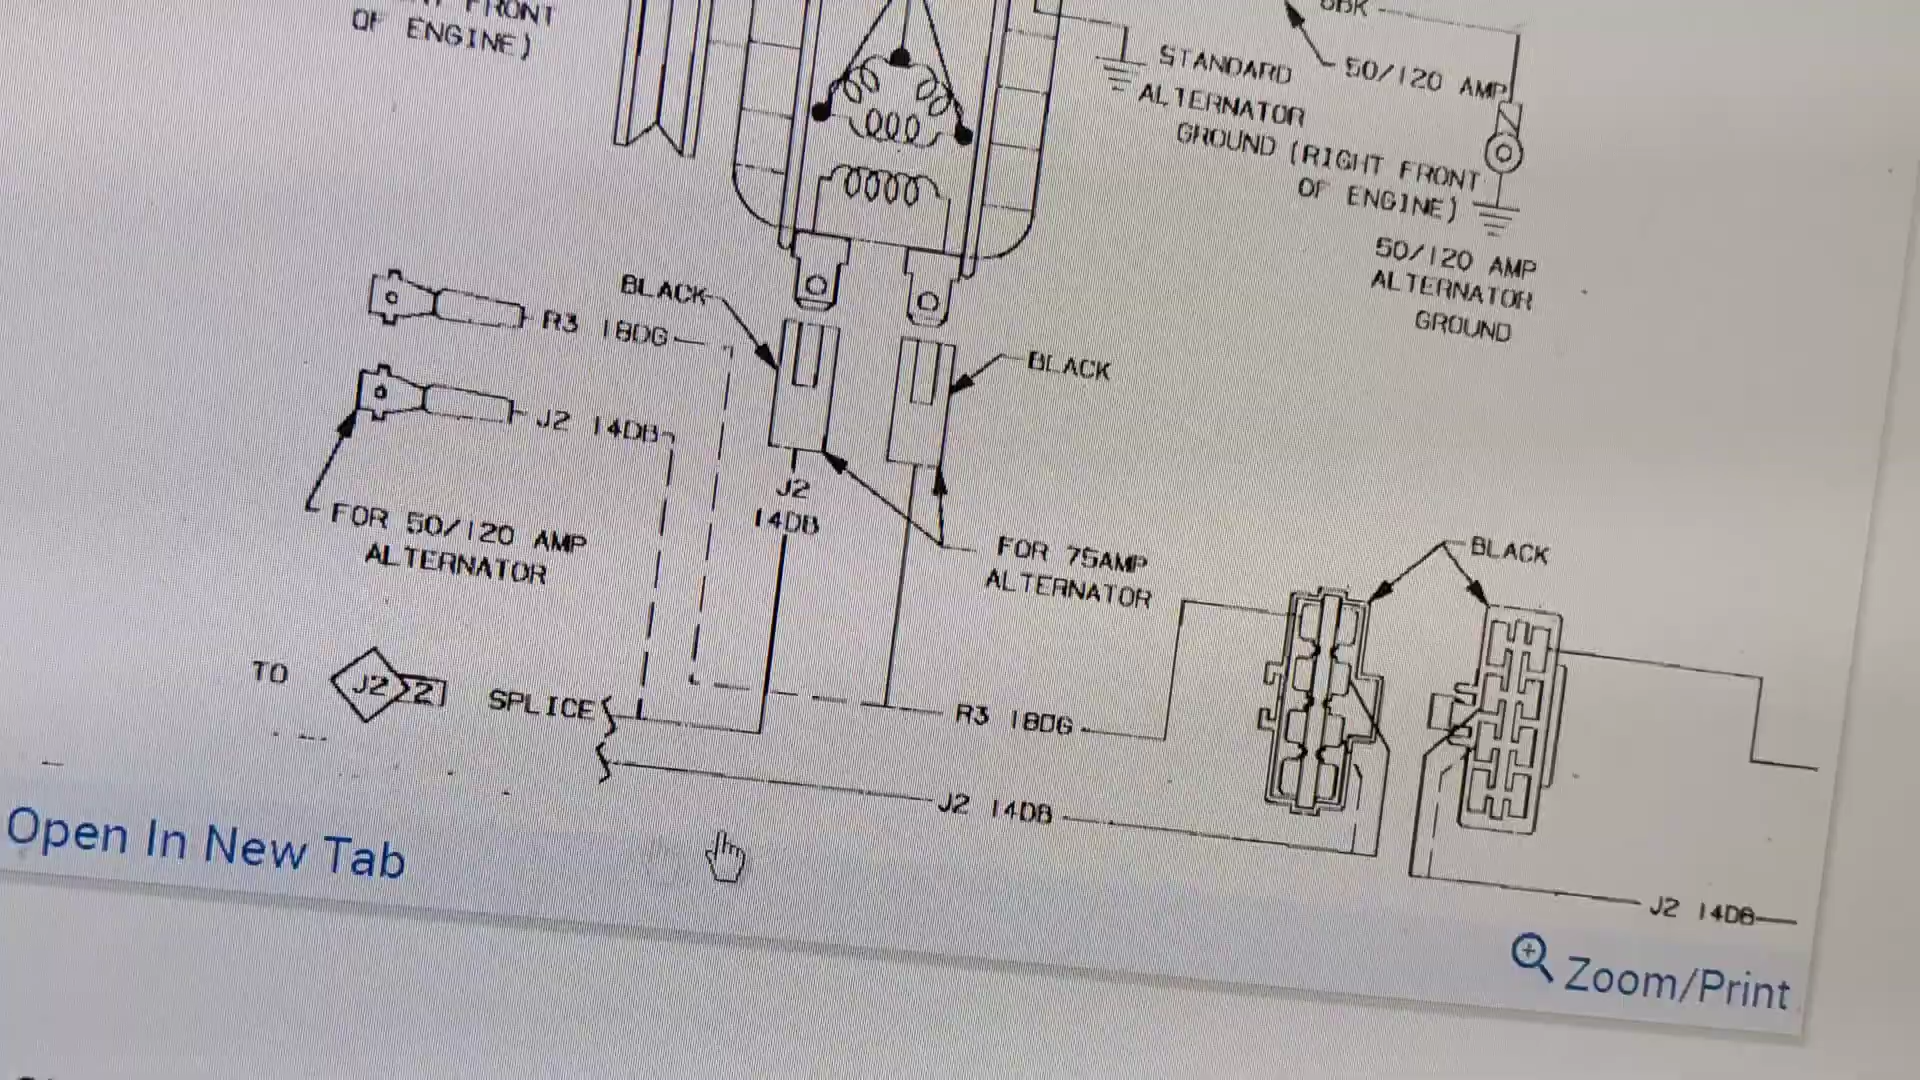 FRONT
OF ENGINE)
STANDARD
ALTERNATOR
GROUND (RIGHT FRONT
OF ENGINE)
50/120 AMP
50/120 AMP
ALTERNATOR
GROUND
BLACK
R3 18DG
BLACK
J2 14DB
J2
14DB
FOR 50/120 AMP
ALTERNATOR
FOR 75AMP
ALTERNATOR
BLACK
TO J2 2 SPLICE
R3 18DG
J2 14DB
J2 14DB
Open In New Tab
Zoom/Print